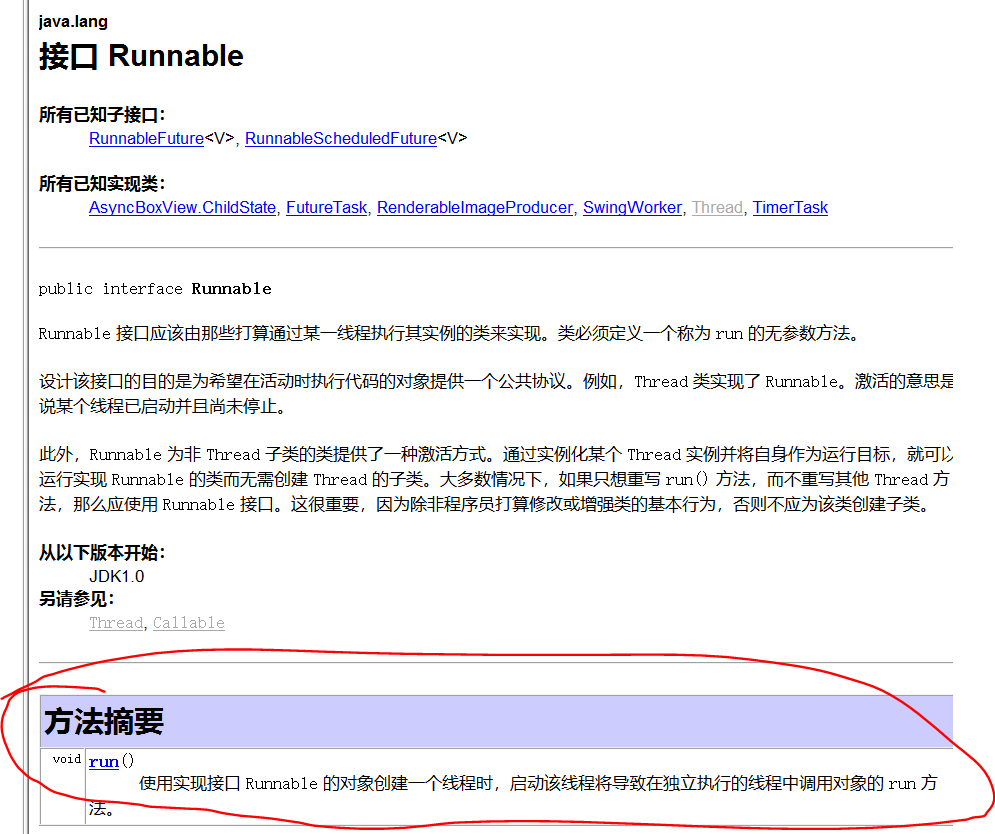 java.lang
接口 Runnable
所有已知子接口：
RunnableFuture<V>, RunnableScheduledFuture<V>
所有已知实现类：
AsyncBoxView.ChildState, FutureTask, RenderableImageProducer, SwingWorker, Thread, TimerTask
public interface Runnable
Runnable 接口应该由那些打算通过某一线程执行其实例的类来实现。类必须定义一个称为 run 的无参数方法。
设计该接口的目的是为希望在活动时执行代码的对象提供一个公共协议。例如，Thread 类实现了 Runnable。激活的意思是
说某个线程已启动并且尚未停止。
此外，Runnable 为非 Thread 子类的类提供了一种激活方式。通过实例化某个 Thread 实例并将自身作为运行目标，就可以
运行实现 Runnable 的类而无需创建 Thread 的子类。大多数情况下，如果只想重写 run() 方法，而不重写其他 Thread 方
法，那么应使用 Runnable 接口。这很重要，因为除非程序员打算修改或增强类的基本行为，否则不应为该类创建子类。
从以下版本开始：
JDK1.0
另请参见：
Thread, Callable
方法摘要
void run()
使用实现接口 Runnable 的对象创建一个线程时，启动该线程将导致在独立执行的线程中调用对象的 run 方
法。